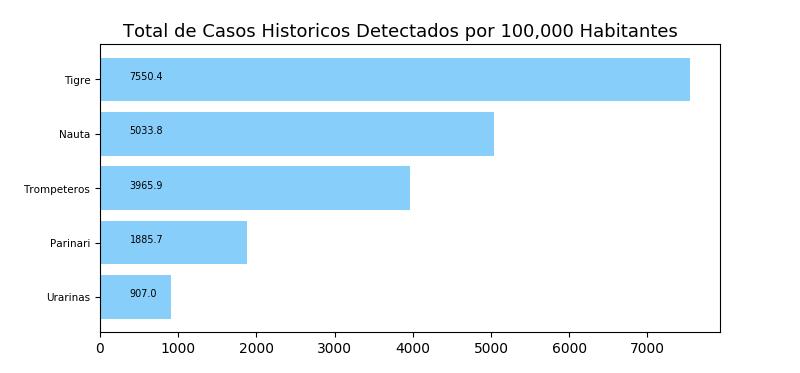 Total de Casos Historicos Detectados por 100,000 Habitantes
Tigre 7550.4
Nauta 5033.8
Trompeteros 3965.9
Parinari 1885.7
Urarinas 907.0
0 1000 2000 3000 4000 5000 6000 7000